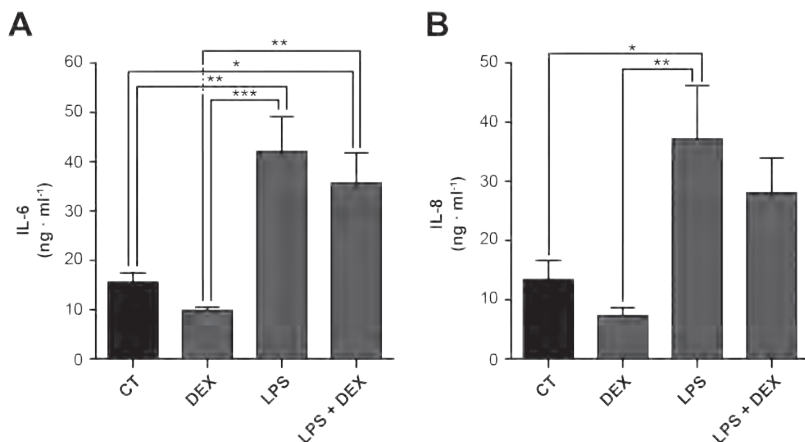 A
IL-6
(ng · ml⁻¹)
60
50
40
30
20
10
0
**
*
**
***
CT
DEX
LPS
LPS + DEX
B
IL-8
(ng · ml⁻¹)
50
40
30
20
10
0
*
**
CT
DEX
LPS
LPS + DEX